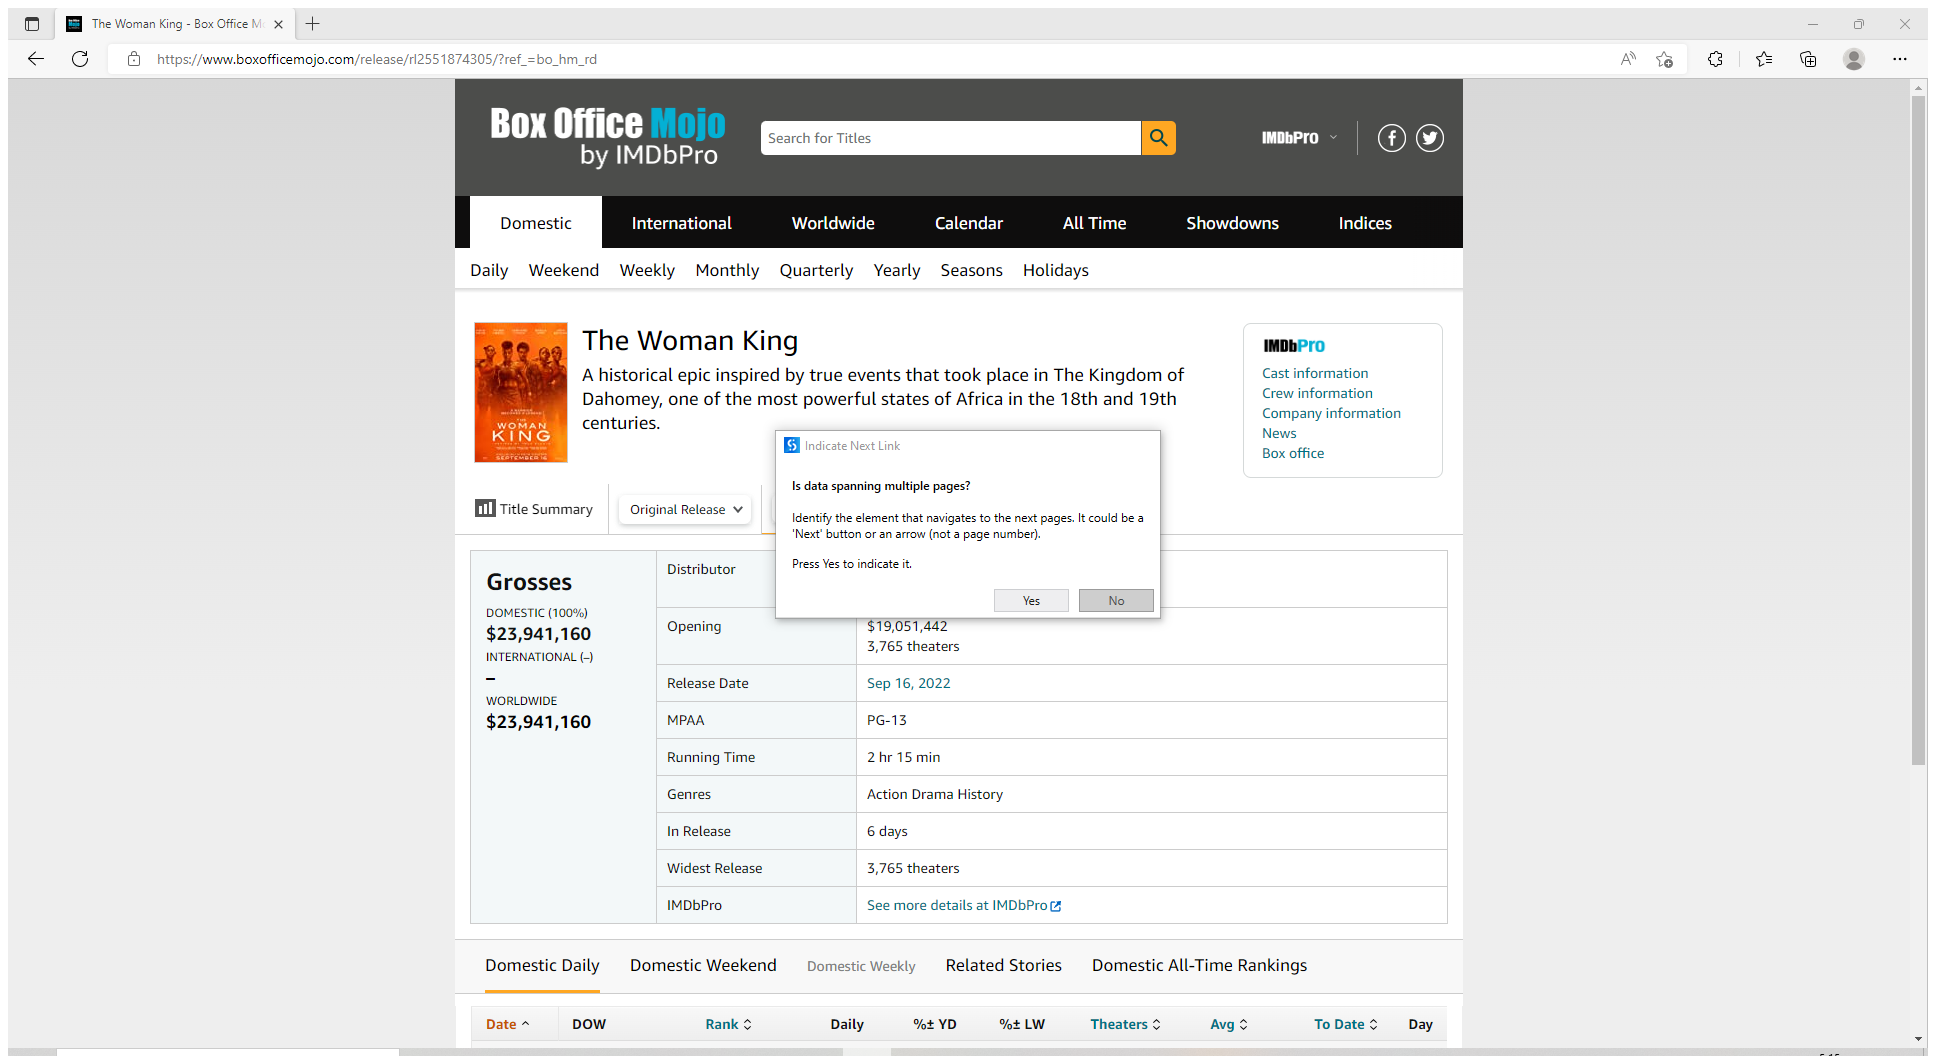 The Woman King - Box Office M
https://www.boxofficemojo.com/release/rl2551874305/?ref_=bo_hm_rd
Box Office Mojo
by IMDbPro
Search for Titles
IMDbPro
Domestic International Worldwide Calendar All Time Showdowns Indices
Daily Weekend Weekly Monthly Quarterly Yearly Seasons Holidays
THE
WOMAN
KING
SEPTEMBER 16
The Woman King
A historical epic inspired by true events that took place in The Kingdom of
Dahomey, one of the most powerful states of Africa in the 18th and 19th
centuries.
IMDbPro
Cast information
Crew information
Company information
News
Box office
Indicate Next Link
Is data spanning multiple pages?
Identify the element that navigates to the next pages. It could be a
'Next' button or an arrow (not a page number).
Press Yes to indicate it.
Yes No
Title Summary Original Release
Grosses
DOMESTIC (100%)
$23,941,160
INTERNATIONAL (–)
–
WORLDWIDE
$23,941,160
Distributor
Opening $19,051,442
3,765 theaters
Release Date Sep 16, 2022
MPAA PG-13
Running Time 2 hr 15 min
Genres Action Drama History
In Release 6 days
Widest Release 3,765 theaters
IMDbPro See more details at IMDbPro
Domestic Daily Domestic Weekend Domestic Weekly Related Stories Domestic All-Time Rankings
Date DOW Rank Daily %± YD %± LW Theaters Avg To Date Day